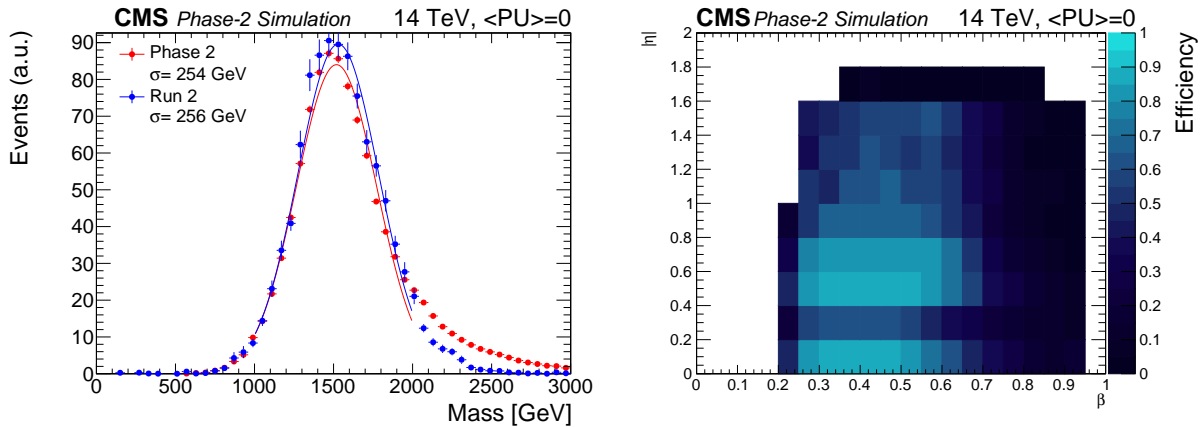 CMS Phase-2 Simulation 14 TeV, <PU>=0
Events (a.u.)
90
80
70
60
50
40
30
20
10
0
Phase 2
σ= 254 GeV
Run 2
σ= 256 GeV
0 500 1000 1500 2000 2500 3000
Mass [GeV]
CMS Phase-2 Simulation 14 TeV, <PU>=0
|η|
2
1.8
1.6
1.4
1.2
1
0.8
0.6
0.4
0.2
0
0 0.1 0.2 0.3 0.4 0.5 0.6 0.7 0.8 0.9 1
β
1
0.9
0.8
0.7
0.6
0.5
0.4
0.3
0.2
0.1
0
Efficiency